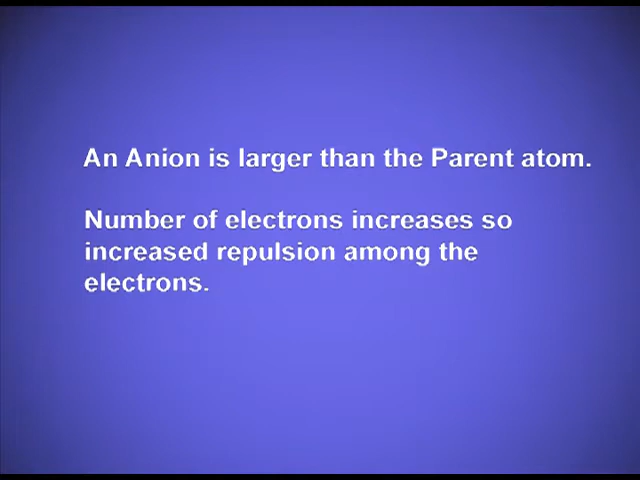 An Anion is larger than the Parent atom.
Number of electrons increases so
increased repulsion among the
electrons.